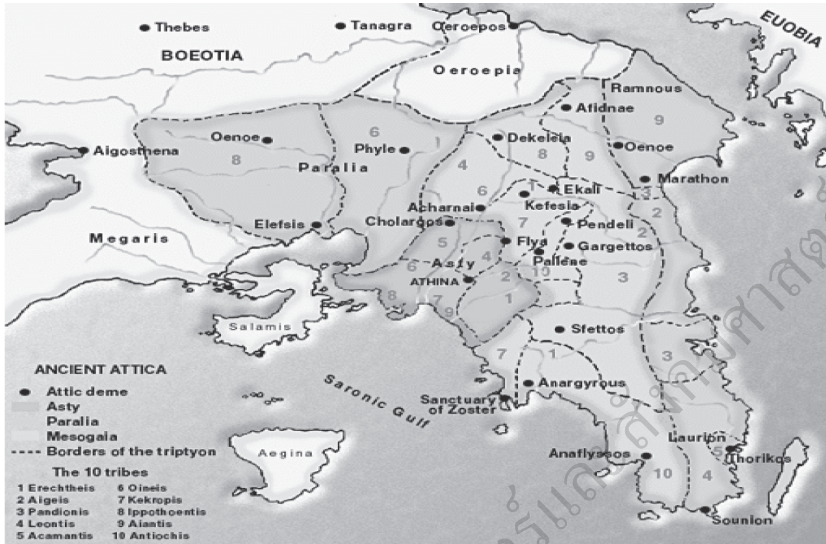 Thebes
Tanagra
Oeroepos
EUOBIA
BOEOTIA
Oeroepia
Ramnous
Afidnae
9
6
Oenoe
Phyle
Dekeleia
Oenoe
Aigosthena
8
Paralia
4
8
9
Marathon
6
Ekali
3
Acharnai
Kefesia
2
Elefsis
Cholargos
7
Pendeli
2
Megaris
5
Flya
Gargettos
Asty
4
Pallene
6
ATHINA
2
10
3
8
7
9
1
Salamis
Sfettos
7
1
3
ANCIENT ATTICA
Attic deme
Asty
Paralia
Mesogaia
Borders of the triptyon
The 10 tribes
1 Erechtheis
2 Aigeis
3 Pandionis
4 Leontis
5 Acamantis
6 Oineis
7 Kekropis
8 Ippothoentis
9 Aiantis
10 Antiochis
Saronic Gulf
Anargyrous
Sanctuary
of Zoster
Aegina
Laurion
5
Thorikos
Anaflyssos
10
4
Sounion